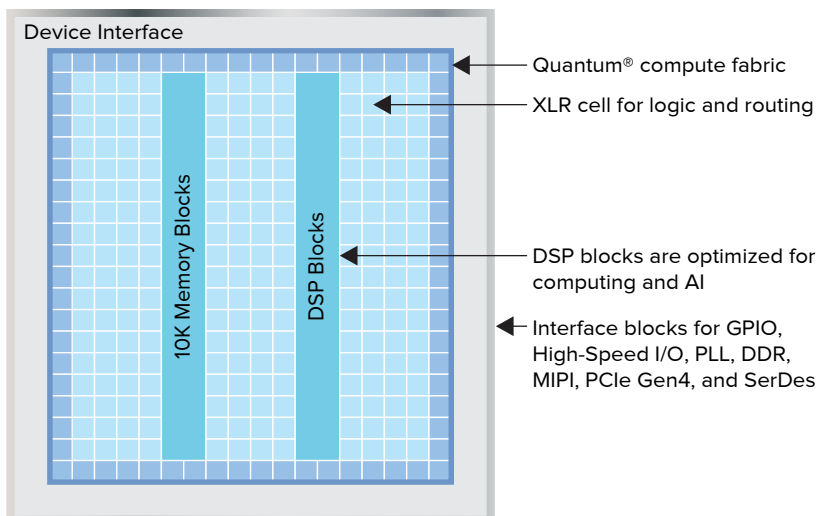 Device Interface
Quantum® compute fabric
XLR cell for logic and routing
10K Memory Blocks
DSP Blocks
DSP blocks are optimized for
computing and AI
Interface blocks for GPIO,
High-Speed I/O, PLL, DDR,
MIPI, PCIe Gen4, and SerDes